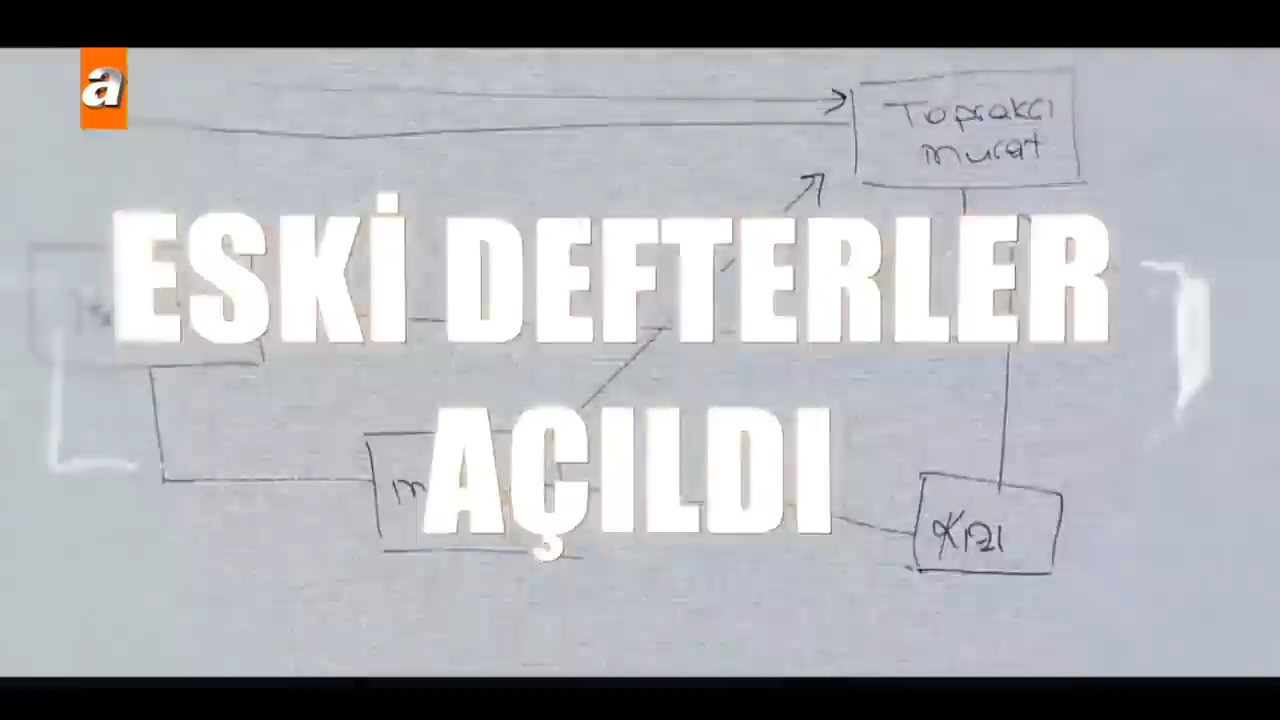 a
Toprakcı
Murat
ESKİ DEFTERLER
AÇILDI
Kızı